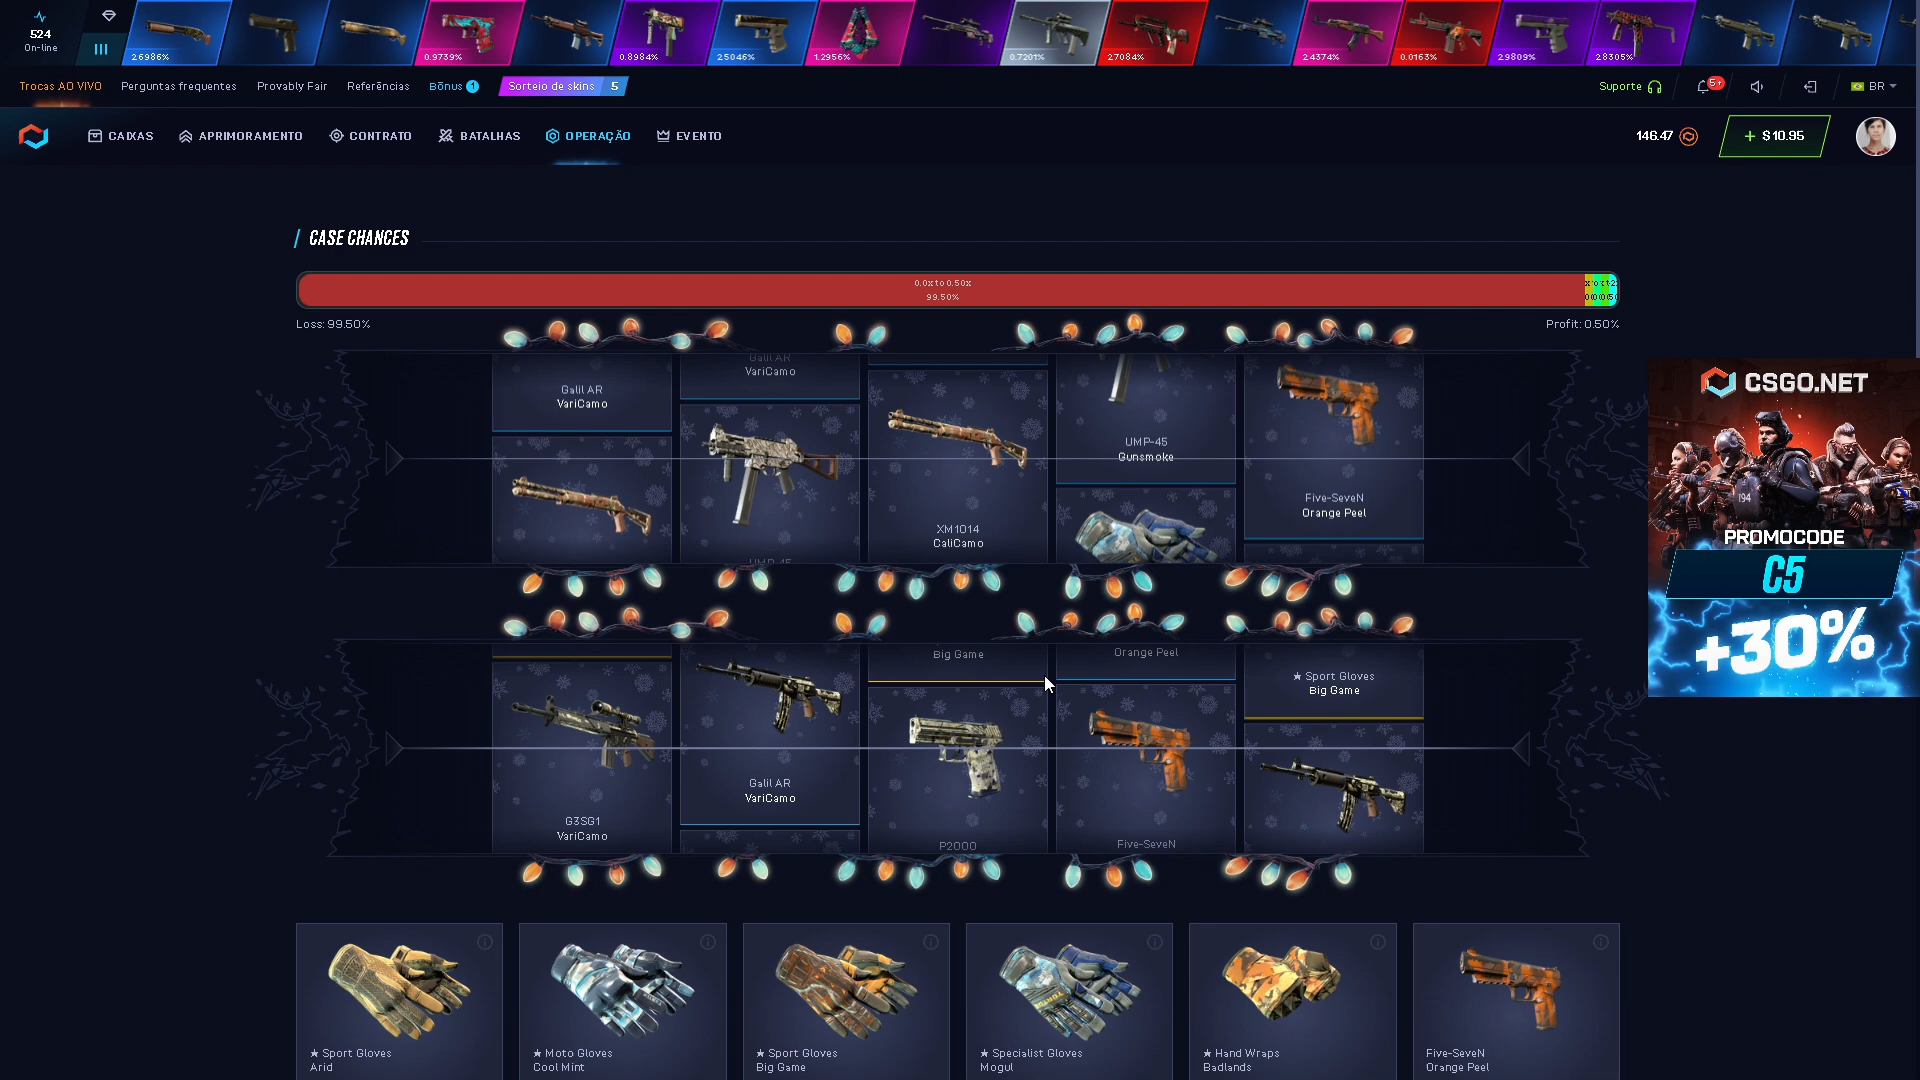 524
On-line
2.6986%
0.9739%
0.8984%
2.5046%
1.2956%
0.7201%
2.7084%
2.4374%
0.0163%
2.9809%
2.8305%
Trocas AO VIVO
Perguntas frequentes
Provably Fair
Referências
Bônus 1
Sorteio de skins 5
Suporte
5+
BR
CAIXAS
APRIMORAMENTO
CONTRATO
BATALHAS
OPERAÇÃO
EVENTO
146.47
+ $10.95
CASE CHANCES
0.0x to 0.50x
99.50%
Loss: 99.50%
Profit: 0.50%
Galil AR
VariCamo
Galil AR
VariCamo
UMP-45
XM1014
CaliCamo
UMP-45
Gunsmoke
Five-SeveN
Orange Peel
CSGO.NET
194
PROMOCODE
C5
+30%
G3SG1
VariCamo
Galil AR
VariCamo
Big Game
P2000
Orange Peel
Five-SeveN
★ Sport Gloves
Big Game
★ Sport Gloves
Arid
★ Moto Gloves
Cool Mint
★ Sport Gloves
Big Game
★ Specialist Gloves
Mogul
★ Hand Wraps
Badlands
Five-SeveN
Orange Peel